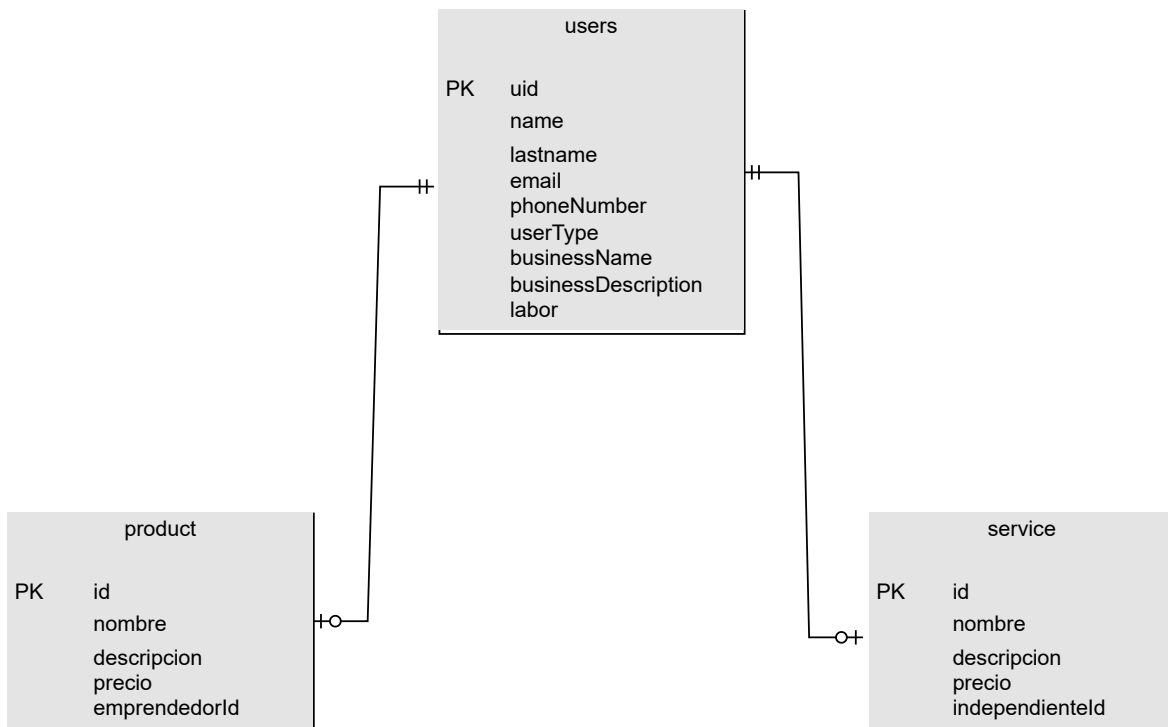 users
PK uid
name
lastname
email
phoneNumber
userType
businessName
businessDescription
labor
product
PK id
nombre
descripcion
precio
emprendedorId
service
PK id
nombre
descripcion
precio
independienteId